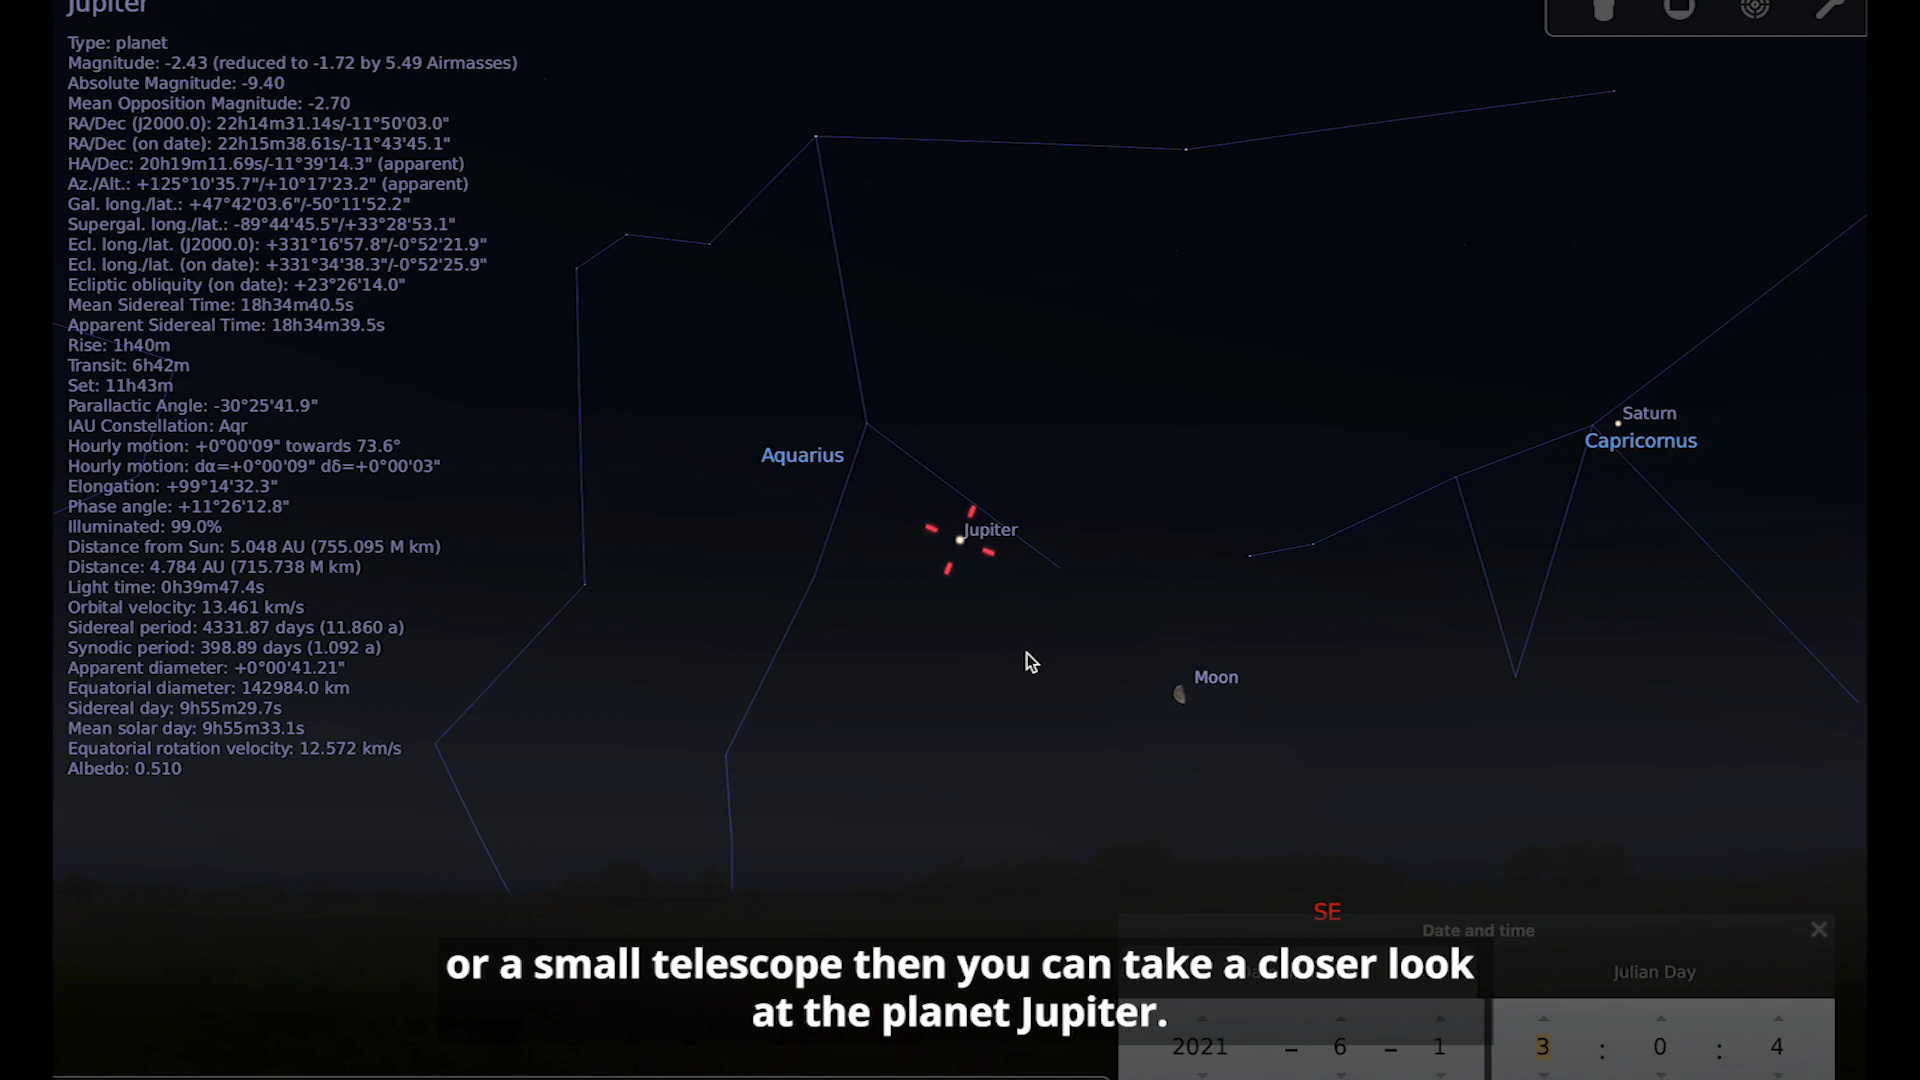 Jupiter
Type: planet
Magnitude: -2.43 (reduced to -1.72 by 5.49 Airmasses)
Absolute Magnitude: -9.40
Mean Opposition Magnitude: -2.70
RA/Dec (J2000.0): 22h14m31.14s/-11°50'03.0"
RA/Dec (on date): 22h15m38.61s/-11°43'45.1"
HA/Dec: 20h19m11.69s/-11°39'14.3" (apparent)
Az./Alt.: +125°10'35.7"/+10°17'23.2" (apparent)
Gal. long./lat.: +47°42'03.6"/-50°11'52.2"
Supergal. long./lat.: -89°44'45.5"/+33°28'53.1"
Ecl. long./lat. (J2000.0): +331°16'57.8"/-0°52'21.9"
Ecl. long./lat. (on date): +331°34'38.3"/-0°52'25.9"
Ecliptic obliquity (on date): +23°26'14.0"
Mean Sidereal Time: 18h34m40.5s
Apparent Sidereal Time: 18h34m39.5s
Rise: 1h40m
Transit: 6h42m
Set: 11h43m
Parallactic Angle: -30°25'41.9"
IAU Constellation: Aqr
Hourly motion: +0°00'09" towards 73.6°
Hourly motion: dα=+0°00'09" dδ=+0°00'03"
Elongation: +99°14'32.3"
Phase angle: +11°26'12.8"
Illuminated: 99.0%
Distance from Sun: 5.048 AU (755.095 M km)
Distance: 4.784 AU (715.738 M km)
Light time: 0h39m47.4s
Orbital velocity: 13.461 km/s
Sidereal period: 4331.87 days (11.860 a)
Synodic period: 398.89 days (1.092 a)
Apparent diameter: +0°00'41.21"
Equatorial diameter: 142984.0 km
Sidereal day: 9h55m29.7s
Mean solar day: 9h55m33.1s
Equatorial rotation velocity: 12.572 km/s
Albedo: 0.510
Saturn
Capricornus
Aquarius
Jupiter
Moon
SE
Date and time
Julian Day
or a small telescope then you can take a closer look
at the planet Jupiter.
2021 – 6 – 1 3 : 0 : 4